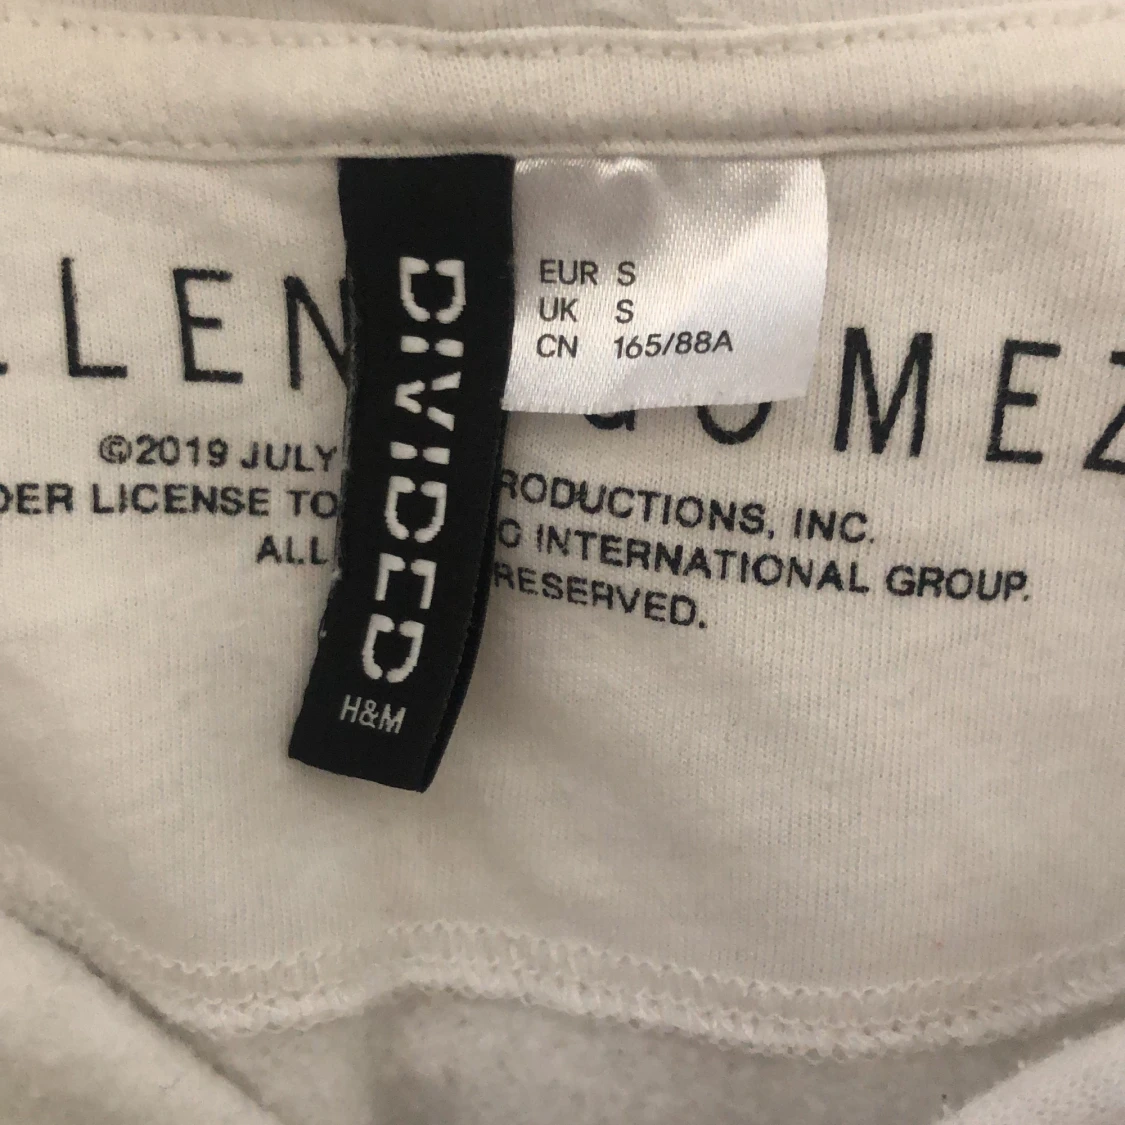 DIVIDED
H&M
EUR S
UK S
CN 165/88A
LLEN GOMEZ
©2019 JULY RODUCTIONS, INC.
DER LICENSE TO G INTERNATIONAL GROUP.
ALL RESERVED.